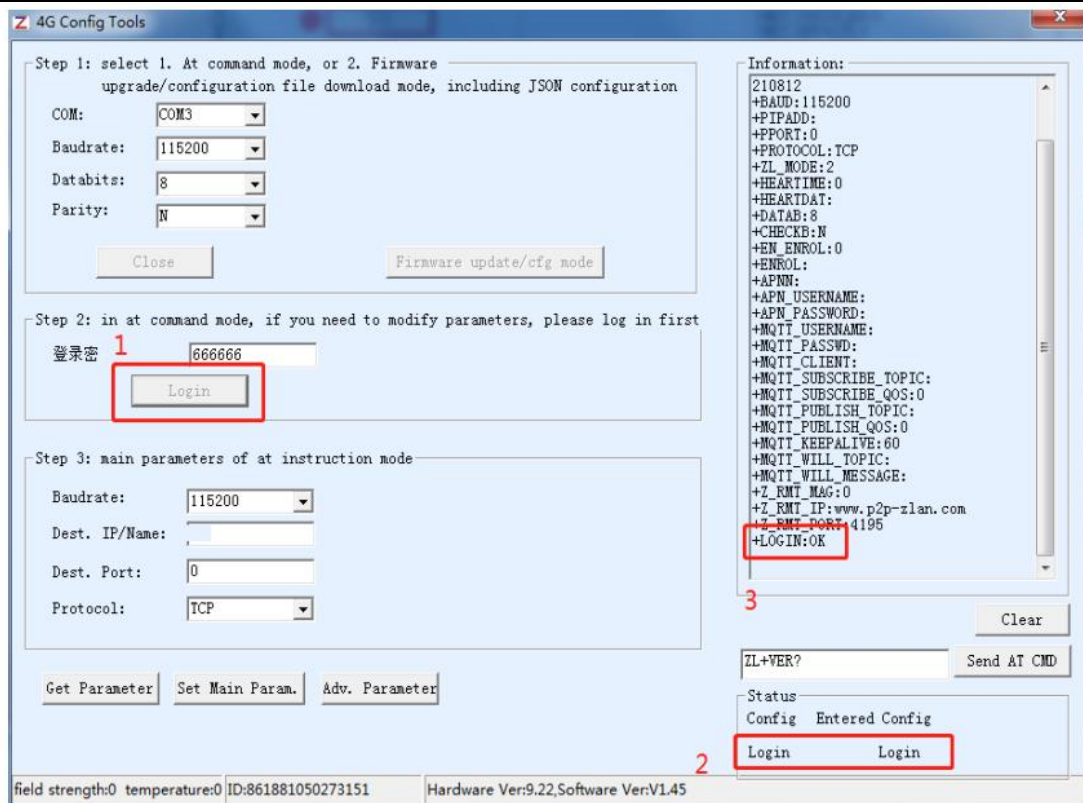 4G Config Tools
Step 1: select 1. At command mode, or 2. Firmware
upgrade/configuration file download mode, including JSON configuration
COM: COM3
Baudrate: 115200
Databits: 8
Parity: N
Close Firmware update/cfg mode
Step 2: in at command mode, if you need to modify parameters, please log in first
1
登录密 666666
Login
Step 3: main parameters of at instruction mode
Baudrate: 115200
Dest. IP/Name:
Dest. Port: 0
Protocol: TCP
Get Parameter Set Main Param. Adv. Parameter
Information:
210812
+BAUD:115200
+PIPADD:
+PPORT:0
+PROTOCOL:TCP
+ZL_MODE:2
+HEARTIME:0
+HEARTDAT:
+DATAB:8
+CHECKB:N
+EN_ENROL:0
+ENROL:
+APNN:
+APN_USERNAME:
+APN_PASSWORD:
+MQTT_USERNAME:
+MQTT_PASSWD:
+MQTT_CLIENT:
+MQTT_SUBSCRIBE_TOPIC:
+MQTT_SUBSCRIBE_QOS:0
+MQTT_PUBLISH_TOPIC:
+MQTT_PUBLISH_QOS:0
+MQTT_KEEPALIVE:60
+MQTT_WILL_TOPIC:
+MQTT_WILL_MESSAGE:
+Z_RMT_MAG:0
+Z_RMT_IP:www.p2p-zlan.com
+Z_RMT_PORT:4195
+LOGIN:OK
3
Clear
ZL+VER? Send AT CMD
Status
Config Entered Config
Login Login
2
field strength:0 temperature:0 ID:861881050273151 Hardware Ver:9.22,Software Ver:V1.45